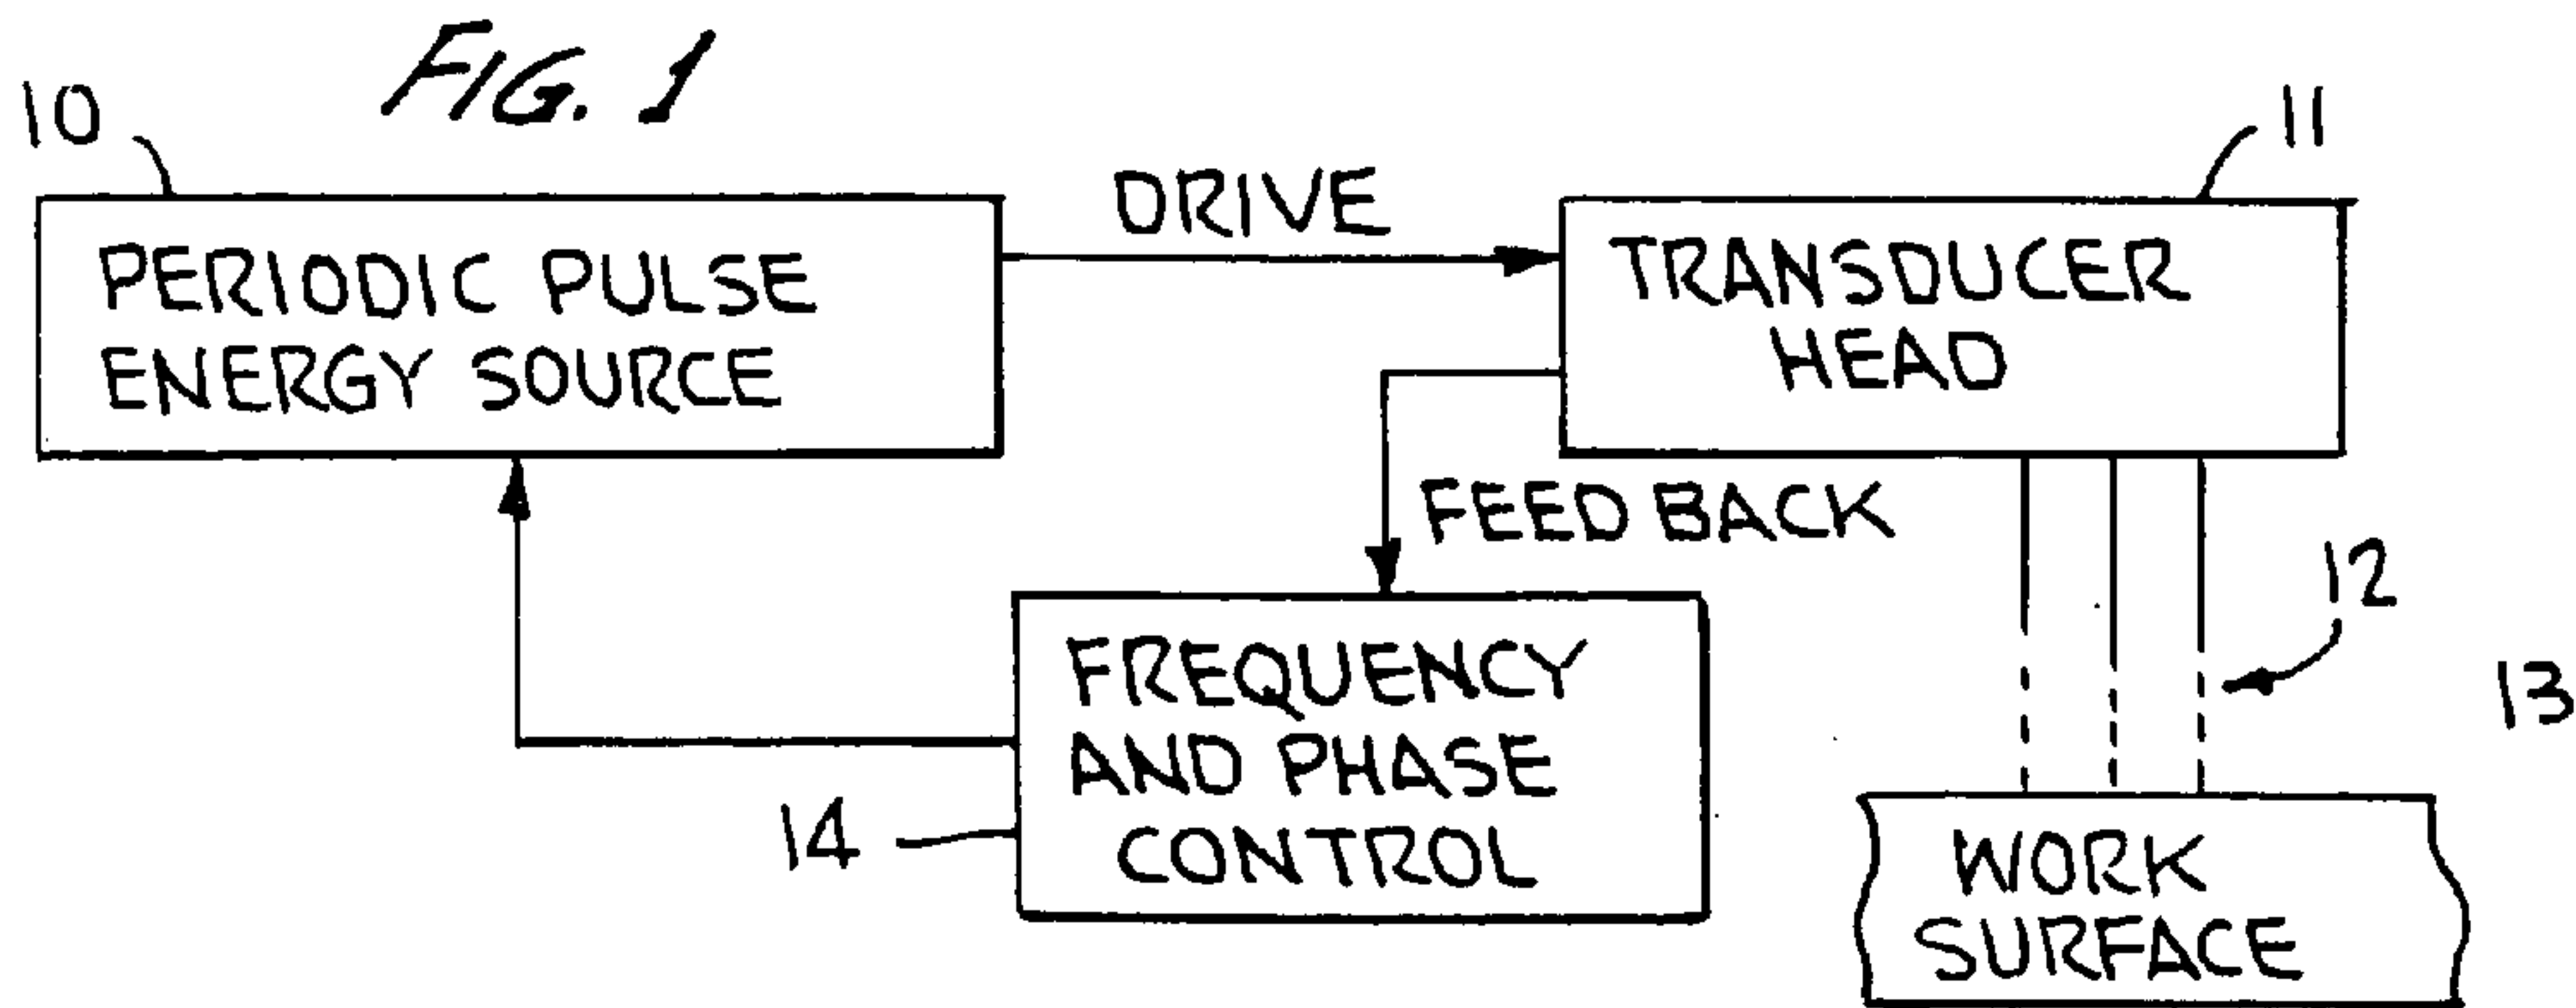 FIG. 1
10
11
DRIVE
PERIODIC PULSE
ENERGY SOURCE
TRANSDUCER
HEAD
FEED BACK
12
13
FREQUENCY
AND PHASE
CONTROL
14
WORK
SURFACE